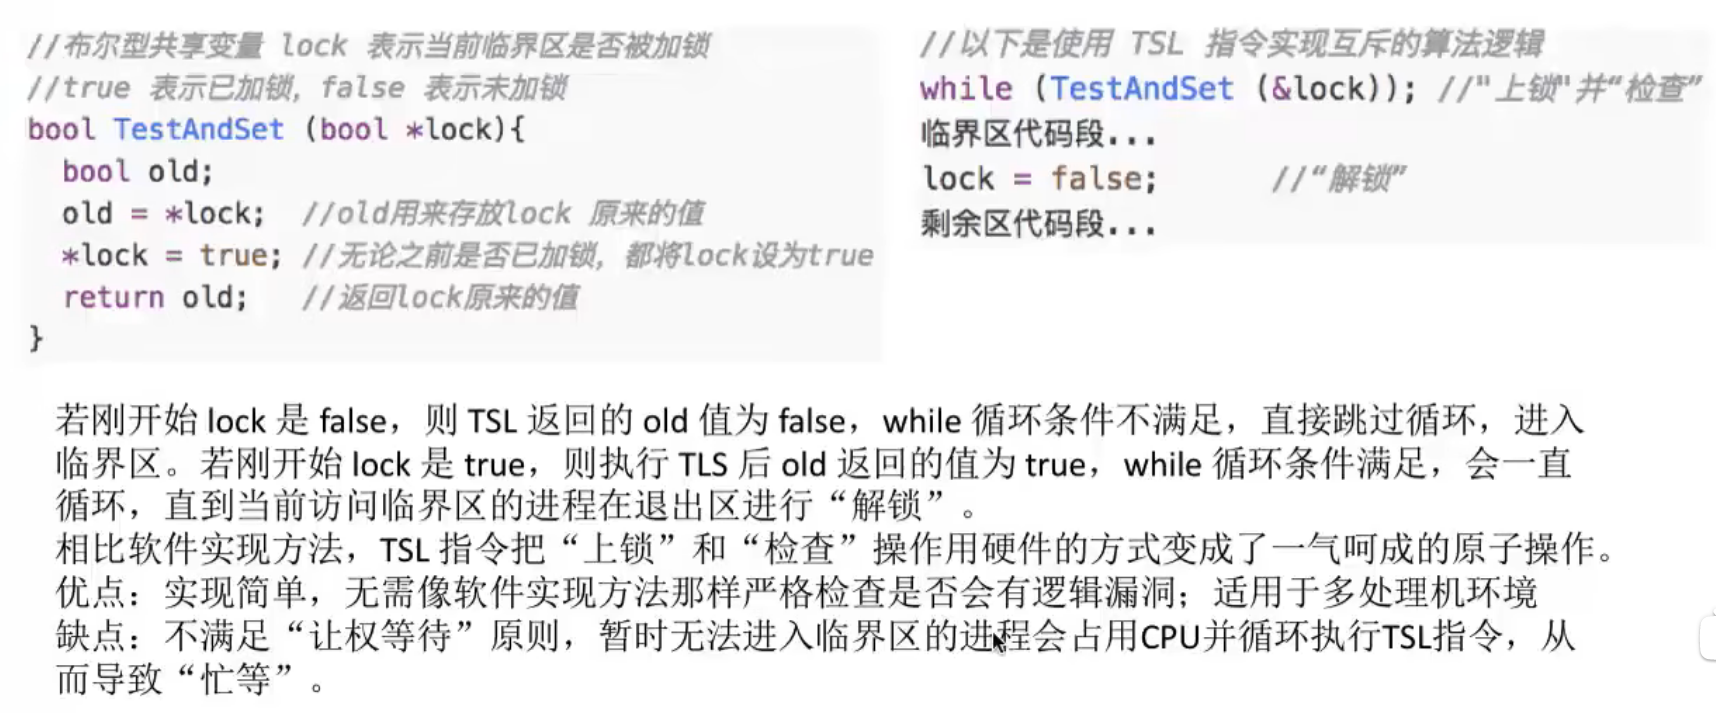 //布尔型共享变量 lock 表示当前临界区是否被加锁
//true 表示已加锁，false 表示未加锁
bool TestAndSet (bool *lock){
  bool old;
  old = *lock;  //old用来存放lock 原来的值
  *lock = true; //无论之前是否已加锁，都将lock设为true
  return old;   //返回lock原来的值
}
//以下是使用 TSL 指令实现互斥的算法逻辑
while (TestAndSet (&lock)); //"上锁"并“检查”
临界区代码段...
lock = false;      //“解锁”
剩余区代码段...
若刚开始 lock 是 false，则 TSL 返回的 old 值为 false，while 循环条件不满足，直接跳过循环，进入
临界区。若刚开始 lock 是 true，则执行 TLS 后 old 返回的值为 true，while 循环条件满足，会一直
循环，直到当前访问临界区的进程在退出区进行“解锁”。
相比软件实现方法，TSL 指令把“上锁”和“检查”操作用硬件的方式变成了一气呵成的原子操作。
优点：实现简单，无需像软件实现方法那样严格检查是否会有逻辑漏洞；适用于多处理机环境
缺点：不满足“让权等待”原则，暂时无法进入临界区的进程会占用CPU并循环执行TSL指令，从
而导致“忙等”。